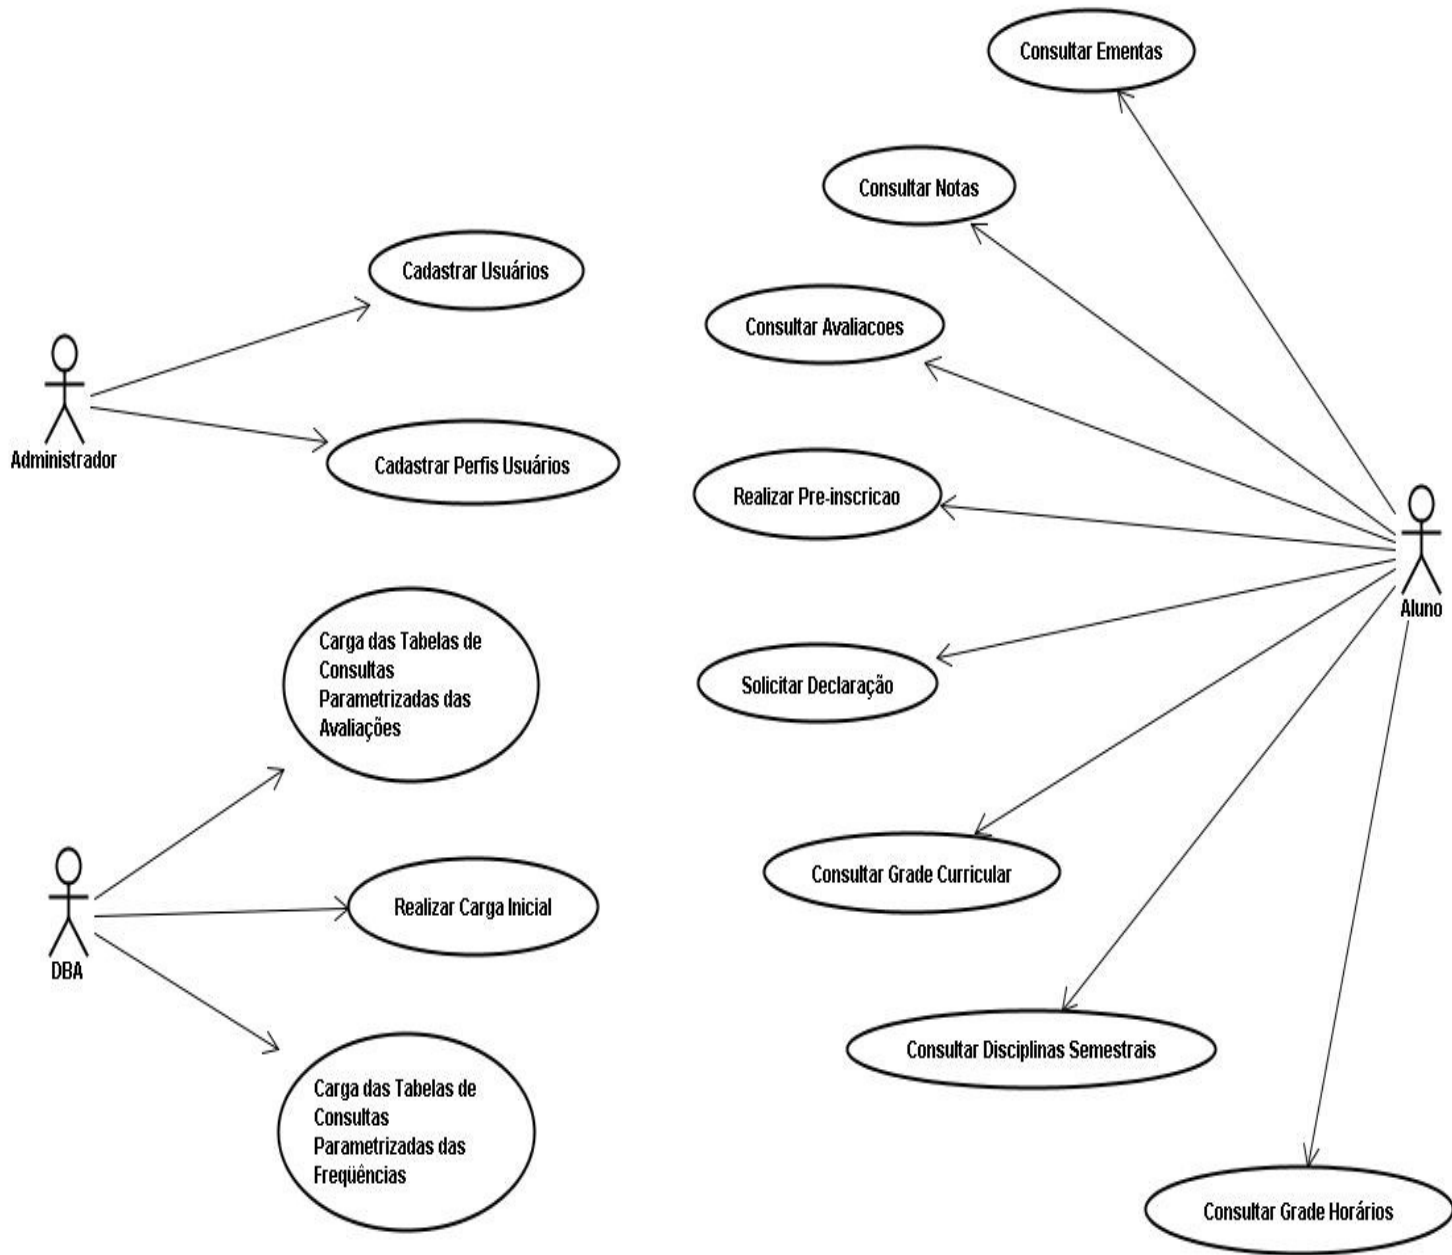 Consultar Ementas
Consultar Notas
Cadastrar Usuários
Consultar Avaliacoes
Administrador
Cadastrar Perfis Usuários
Realizar Pre-inscricao
Aluno
Carga das Tabelas de
Consultas
Parametrizadas das
Avaliações
Solicitar Declaração
Consultar Grade Curricular
Realizar Carga Inicial
DBA
Consultar Disciplinas Semestrais
Carga das Tabelas de
Consultas
Parametrizadas das
Freqüências
Consultar Grade Horários